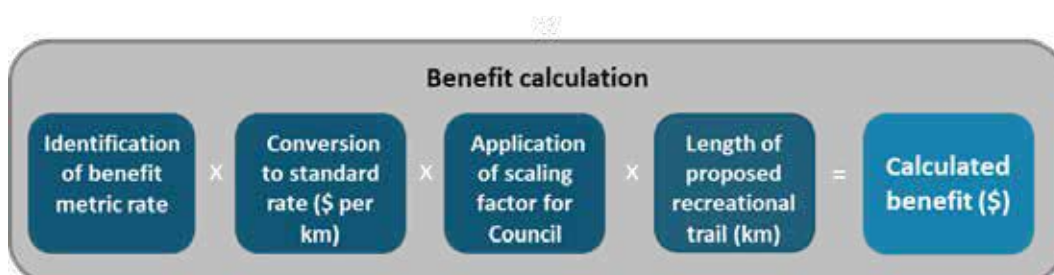 Benefit calculation
Identification
of benefit
metric rate
X
Conversion
to standard
rate ($ per
km)
X
Application
of scaling
factor for
Council
X
Length of
proposed
recreational
trail (km)
=
Calculated
benefit ($)